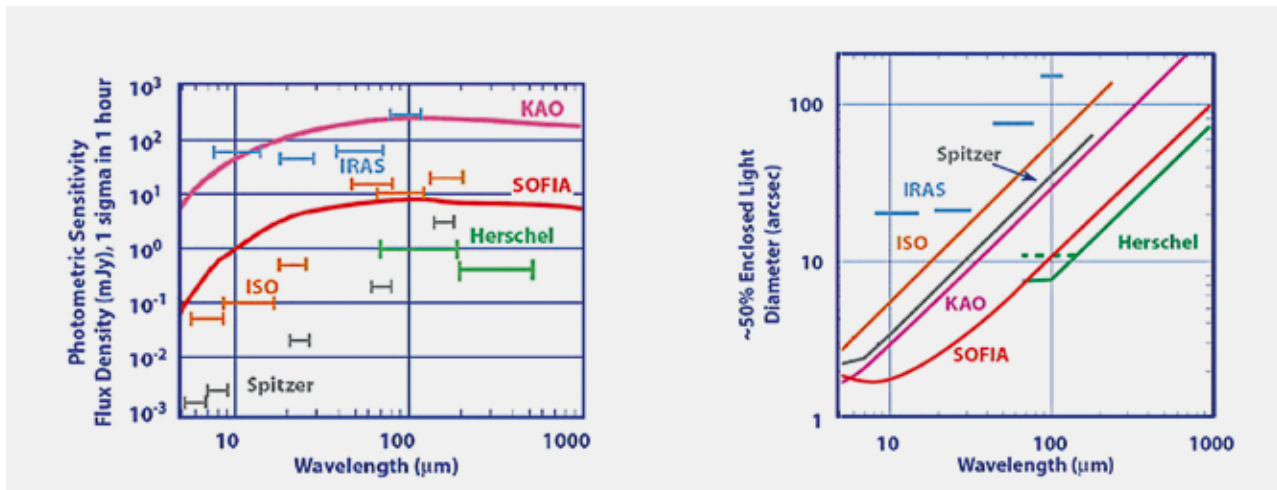 Photometric Sensitivity
Flux Density (mJy), 1 sigma in 1 hour
10³
10²
10¹
10⁰
10⁻¹
10⁻²
10⁻³
KAO
IRAS
SOFIA
Herschel
ISO
Spitzer
10
100
1000
Wavelength (μm)
~50% Enclosed Light
Diameter (arcsec)
100
10
1
Spitzer
IRAS
ISO
Herschel
KAO
SOFIA
10
100
1000
Wavelength (μm)